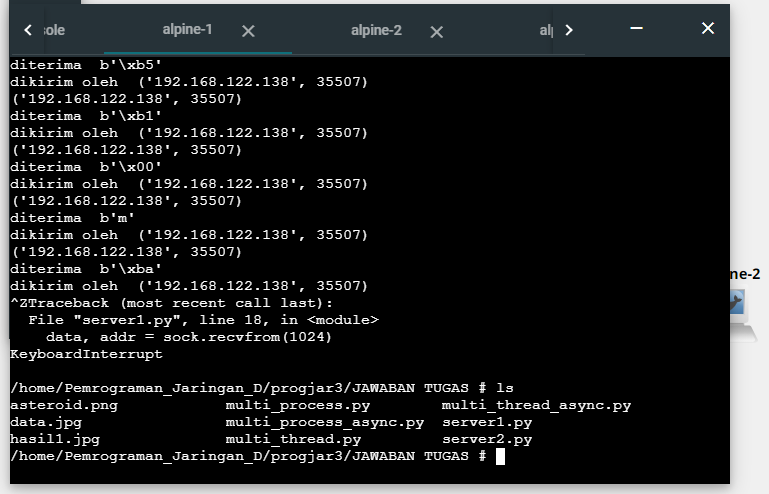 sole
alpine-1
alpine-2
al
diterima  b'\xb5'
dikirim oleh  ('192.168.122.138', 35507)
('192.168.122.138', 35507)
diterima  b'\xb1'
dikirim oleh  ('192.168.122.138', 35507)
('192.168.122.138', 35507)
diterima  b'\x00'
dikirim oleh  ('192.168.122.138', 35507)
('192.168.122.138', 35507)
diterima  b'm'
dikirim oleh  ('192.168.122.138', 35507)
('192.168.122.138', 35507)
diterima  b'\xba'
dikirim oleh  ('192.168.122.138', 35507)
^ZTraceback (most recent call last):
  File "server1.py", line 18, in <module>
    data, addr = sock.recvfrom(1024)
KeyboardInterrupt
/home/Pemrograman_Jaringan_D/progjar3/JAWABAN TUGAS # ls
asteroid.png            multi_process.py        multi_thread_async.py
data.jpg                multi_process_async.py  server1.py
hasil1.jpg              multi_thread.py         server2.py
/home/Pemrograman_Jaringan_D/progjar3/JAWABAN TUGAS #
ne-2